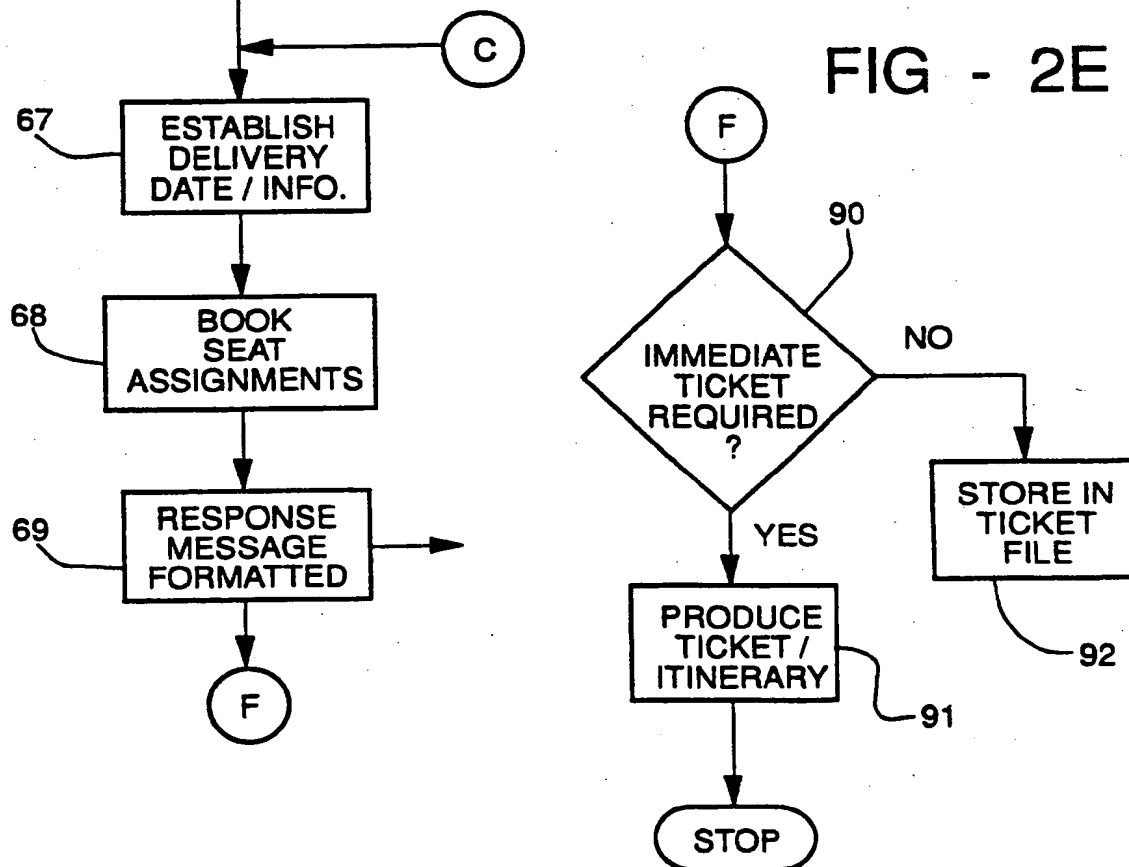 C
FIG - 2E
67
ESTABLISH
DELIVERY
DATE / INFO.
68
BOOK
SEAT
ASSIGNMENTS
69
RESPONSE
MESSAGE
FORMATTED
F
F
90
IMMEDIATE
TICKET
REQUIRED
?
NO
YES
STORE IN
TICKET
FILE
92
PRODUCE
TICKET /
ITINERARY
91
STOP